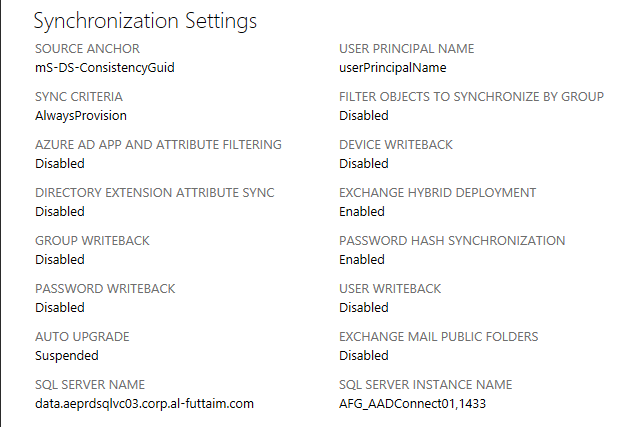 Synchronization Settings
SOURCE ANCHOR
mS-DS-ConsistencyGuid
USER PRINCIPAL NAME
userPrincipalName
SYNC CRITERIA
AlwaysProvision
FILTER OBJECTS TO SYNCHRONIZE BY GROUP
Disabled
AZURE AD APP AND ATTRIBUTE FILTERING
Disabled
DEVICE WRITEBACK
Disabled
DIRECTORY EXTENSION ATTRIBUTE SYNC
Disabled
EXCHANGE HYBRID DEPLOYMENT
Enabled
GROUP WRITEBACK
Disabled
PASSWORD HASH SYNCHRONIZATION
Enabled
PASSWORD WRITEBACK
Disabled
USER WRITEBACK
Disabled
AUTO UPGRADE
Suspended
EXCHANGE MAIL PUBLIC FOLDERS
Disabled
SQL SERVER NAME
data.aeprdsqlvc03.corp.al-futtaim.com
SQL SERVER INSTANCE NAME
AFG_AADConnect01,1433